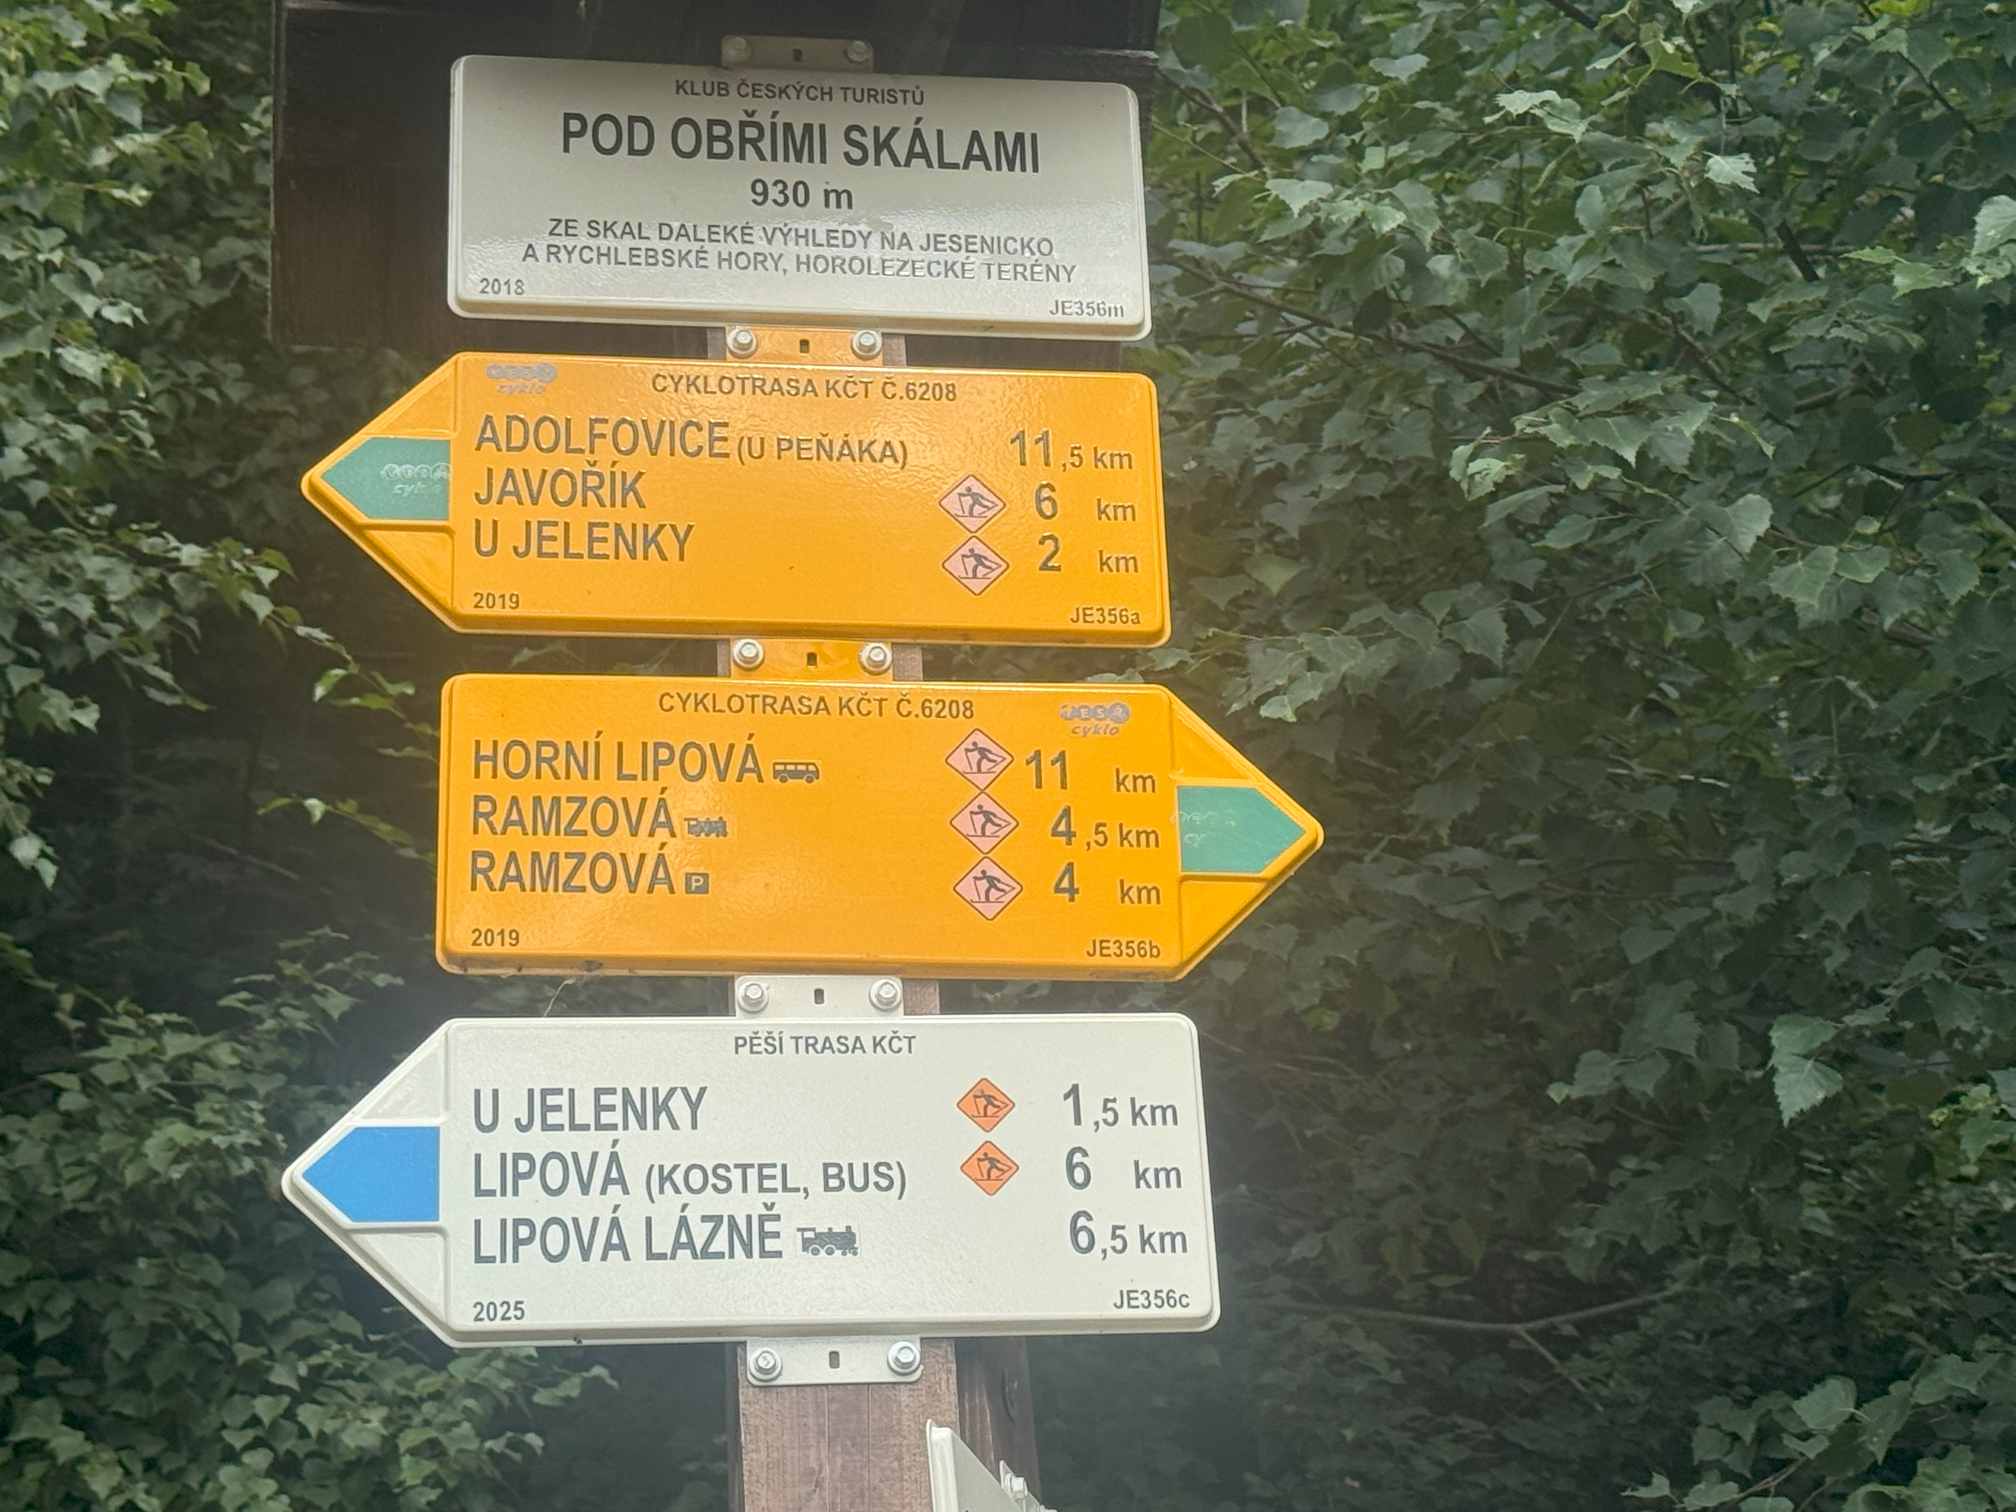 KLUB ČESKÝCH TURISTŮ
POD OBŘÍMI SKÁLAMI
930 m
ZE SKAL DALEKÉ VÝHLEDY NA JESENICKO
A RYCHLEBSKÉ HORY, HOROLEZECKÉ TERÉNY
2018 JE356m
CYKLOTRASA KČT Č.6208
cyklo
ADOLFOVICE (U PEŇÁKA) 11,5 km
JAVOŘÍK 6 km
U JELENKY 2 km
2019 JE356a
CYKLOTRASA KČT Č.6208
cyklo
HORNÍ LIPOVÁ 11 km
RAMZOVÁ 4,5 km
RAMZOVÁ P 4 km
2019 JE356b
PĚŠÍ TRASA KČT
U JELENKY 1,5 km
LIPOVÁ (KOSTEL, BUS) 6 km
LIPOVÁ LÁZNĚ 6,5 km
2025 JE356c